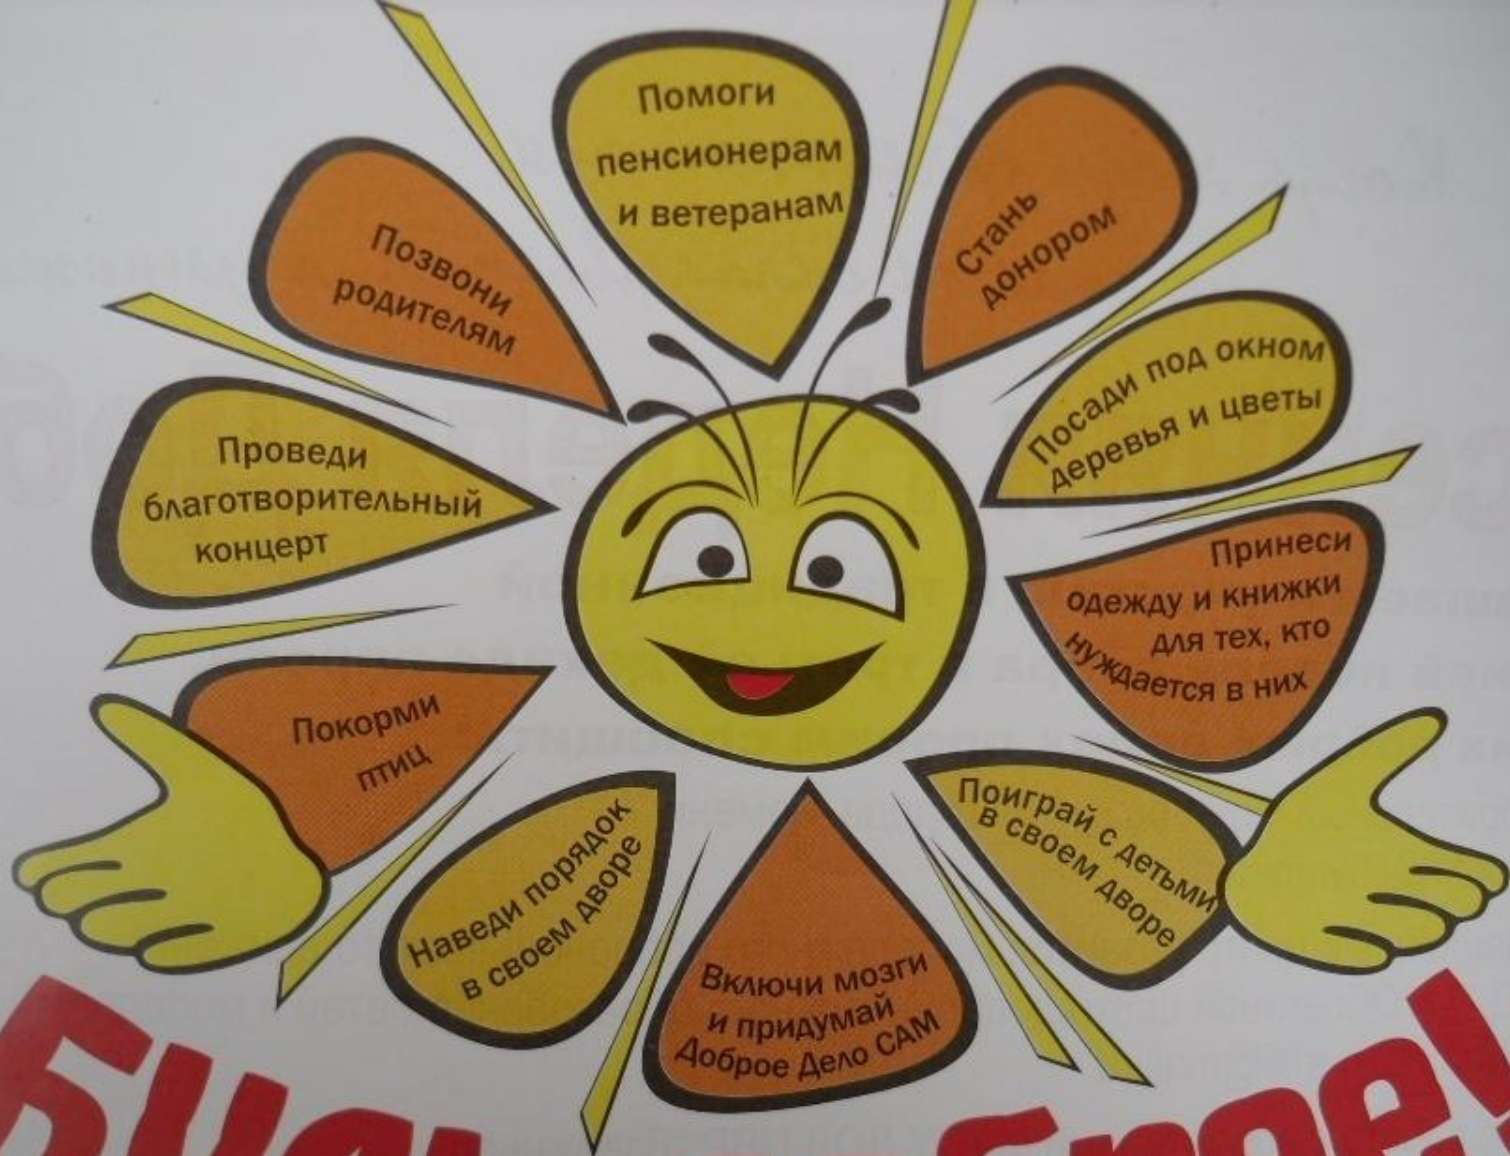 Помоги
пенсионерам
и ветеранам
Стань
донором
Посади под окном
деревья и цветы
Принеси
одежду и книжки
для тех, кто
нуждается в них
Поиграй с детьми
в своем дворе
Включи мозги
и придумай
Доброе Дело САМ
Наведи порядок
в своем дворе
Покорми
птиц
Проведи
благотворительный
концерт
Позвони
родителям